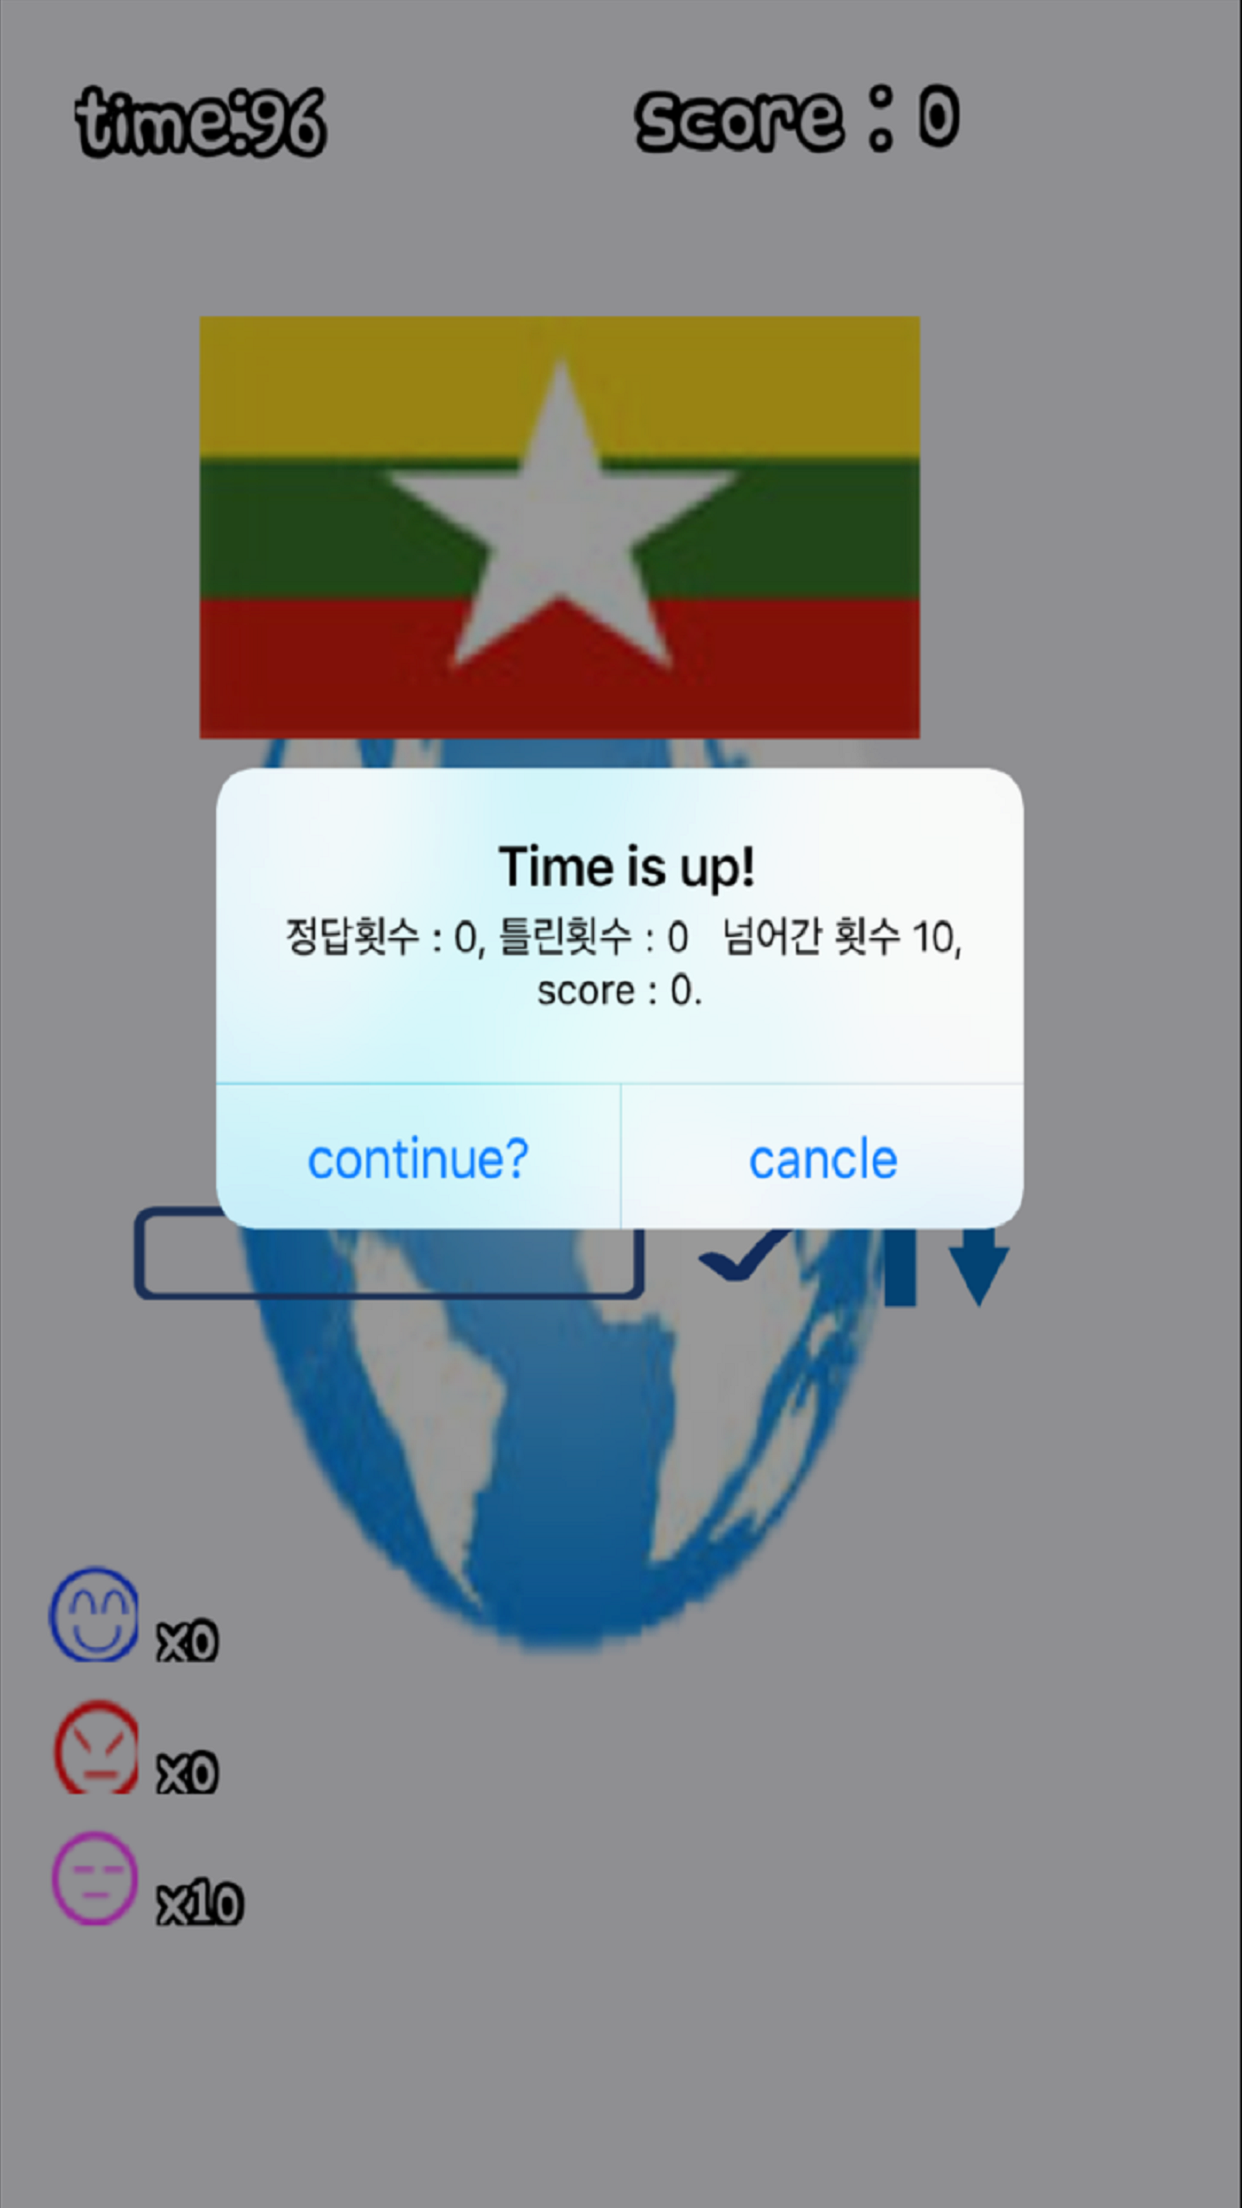 time:96
score : 0
Time is up!
정답횟수 : 0, 틀린횟수 : 0   넘어간 횟수 10,
score : 0.
continue?
cancle
x0
x0
x10